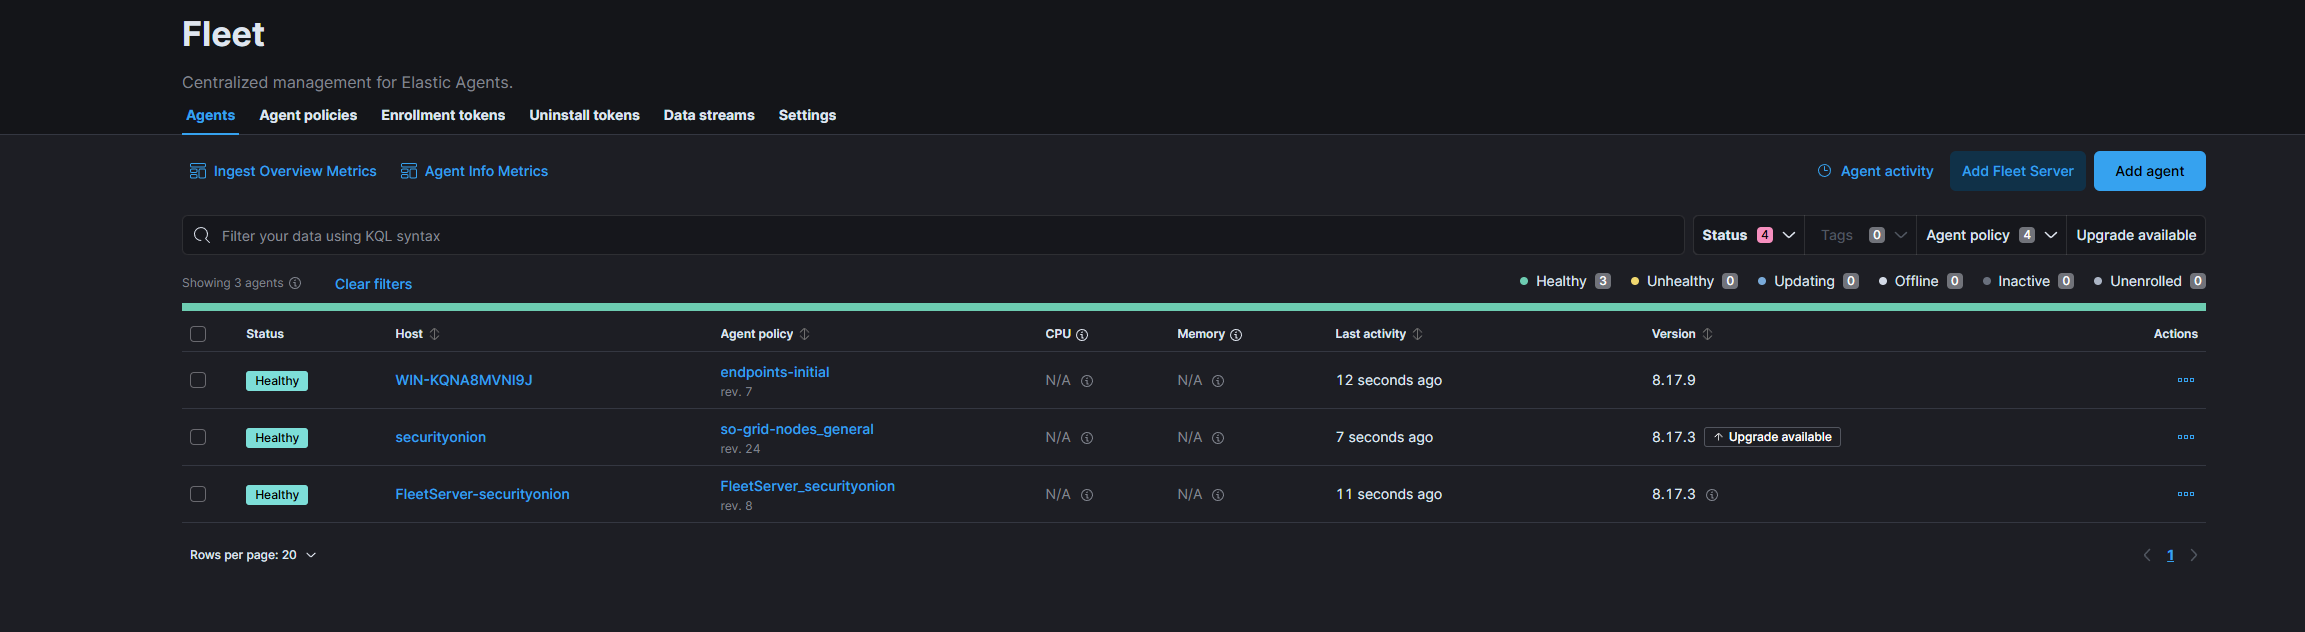 Fleet
Centralized management for Elastic Agents.
Agents Agent policies Enrollment tokens Uninstall tokens Data streams Settings
Ingest Overview Metrics Agent Info Metrics Agent activity Add Fleet Server Add agent
Filter your data using KQL syntax Status 4 Tags 0 Agent policy 4 Upgrade available
Showing 3 agents Clear filters Healthy 3 Unhealthy 0 Updating 0 Offline 0 Inactive 0 Unenrolled 0
Status Host Agent policy CPU Memory Last activity Version Actions
Healthy WIN-KQNA8MVNI9J endpoints-initial N/A N/A 12 seconds ago 8.17.9
rev. 7
Healthy securityonion so-grid-nodes_general N/A N/A 7 seconds ago 8.17.3 Upgrade available
rev. 24
Healthy FleetServer-securityonion FleetServer_securityonion N/A N/A 11 seconds ago 8.17.3
rev. 8
Rows per page: 20 1